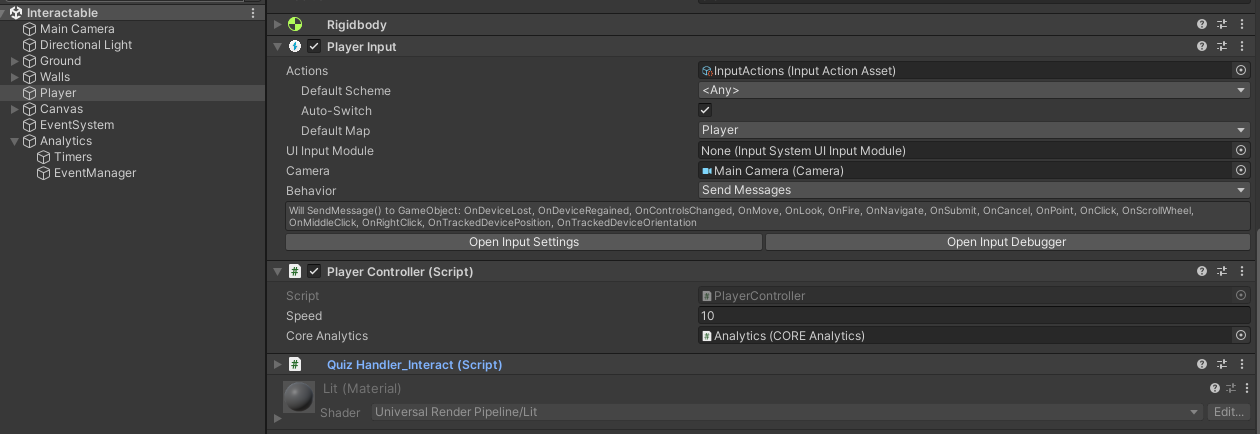 Interactable
Main Camera
Directional Light
Ground
Walls
Player
Canvas
EventSystem
Analytics
Timers
EventManager
Rigidbody
Player Input
Actions InputActions (Input Action Asset)
Default Scheme <Any>
Auto-Switch
Default Map Player
UI Input Module None (Input System UI Input Module)
Camera Main Camera (Camera)
Behavior Send Messages
Will SendMessage() to GameObject: OnDeviceLost, OnDeviceRegained, OnControlsChanged, OnMove, OnLook, OnFire, OnNavigate, OnSubmit, OnCancel, OnPoint, OnClick, OnScrollWheel,
OnMiddleClick, OnRightClick, OnTrackedDevicePosition, OnTrackedDeviceOrientation
Open Input Settings Open Input Debugger
# Player Controller (Script)
Script # PlayerController
Speed 10
Core Analytics # Analytics (CORE Analytics)
# Quiz Handler_Interact (Script)
Lit (Material)
Shader Universal Render Pipeline/Lit Edit...